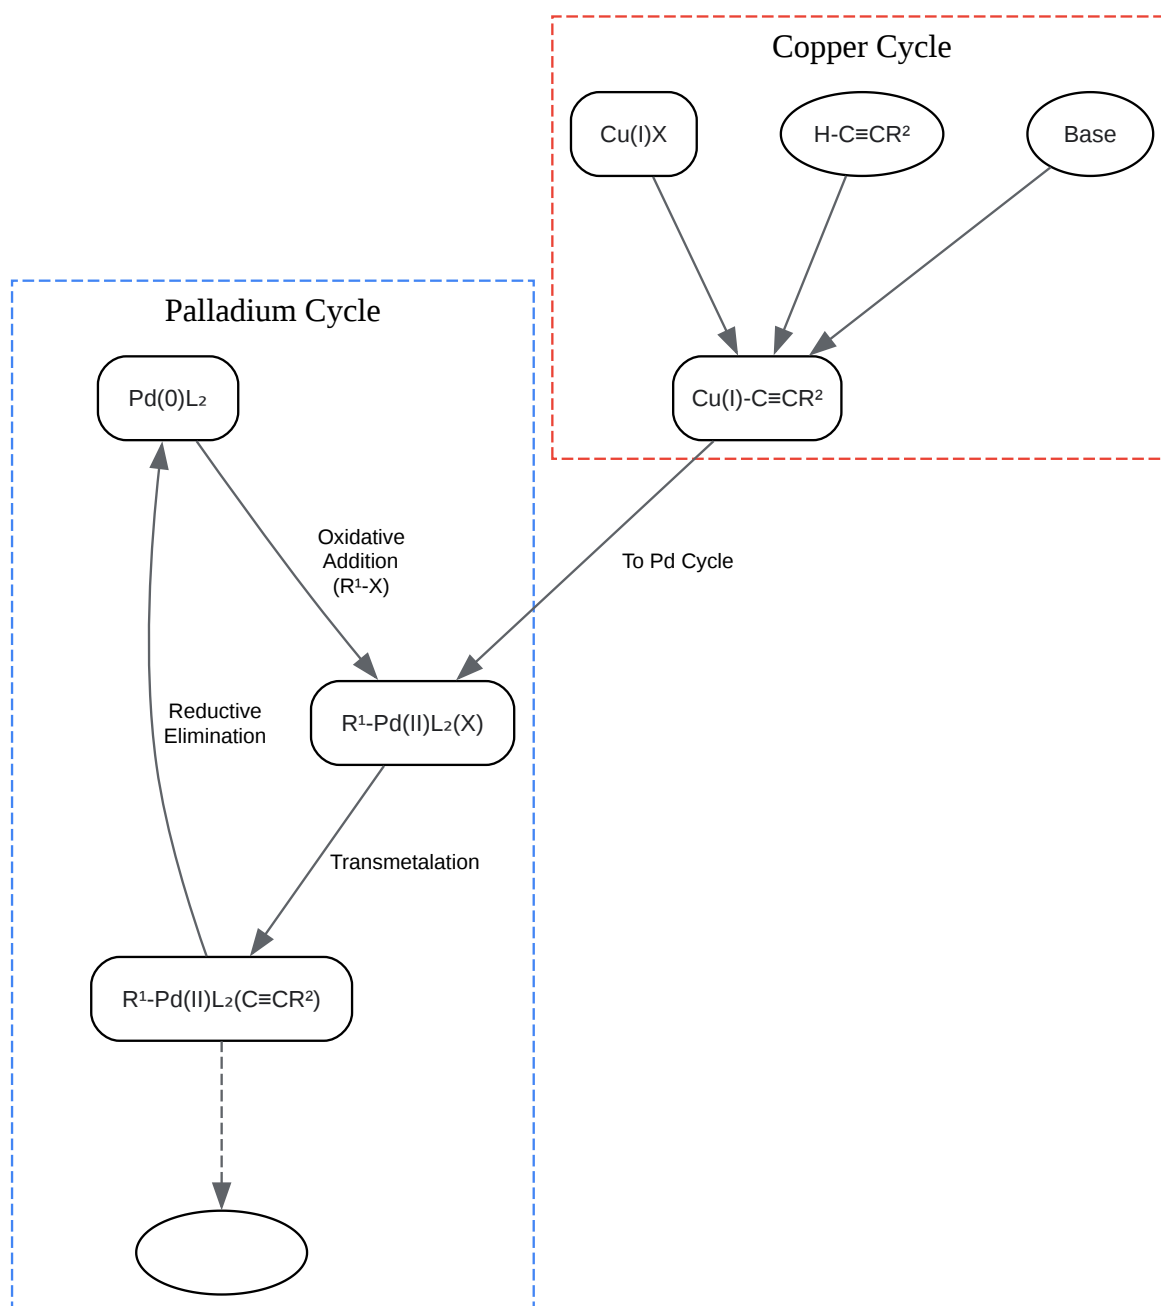 Copper Cycle
Cu(I)X
H-C≡CR²
Base
Palladium Cycle
Pd(0)L₂
Cu(I)-C≡CR²
Oxidative
Addition
(R¹-X)
To Pd Cycle
Reductive
Elimination
R¹-Pd(II)L₂(X)
Transmetalation
R¹-Pd(II)L₂(C≡CR²)